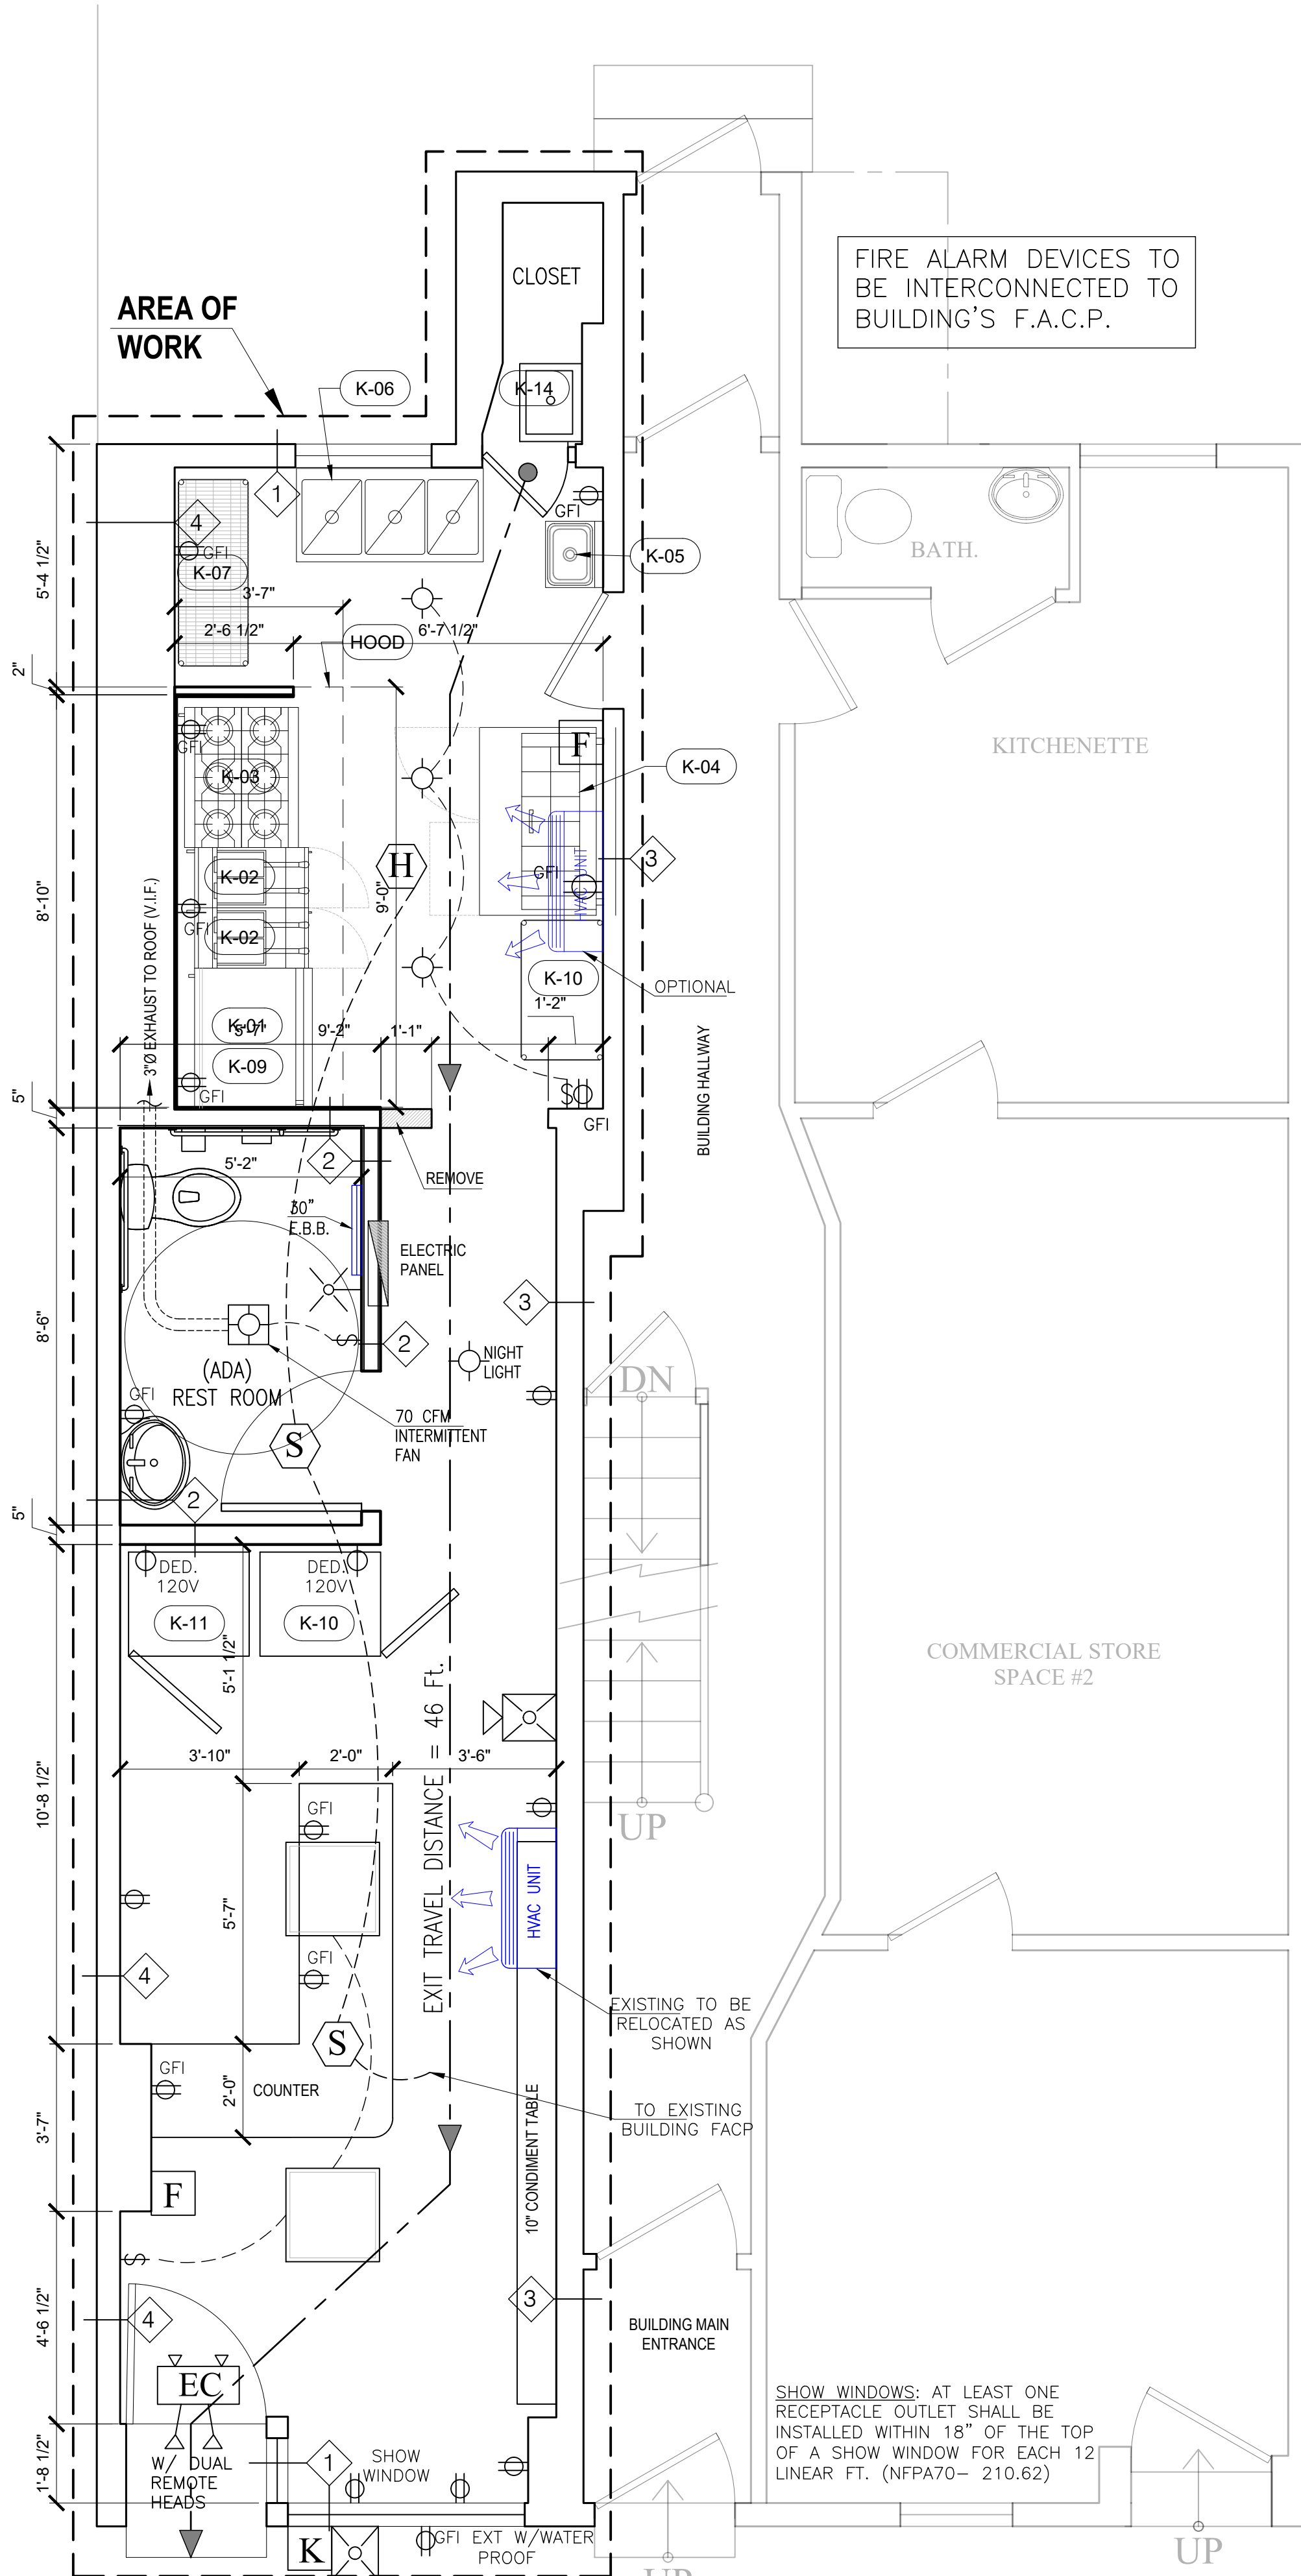 FIRE ALARM DEVICES TO
BE INTERCONNECTED TO
BUILDING'S F.A.C.P.
CLOSET
AREA OF
WORK
K-06
K-14
1
4
GFI
GFI
K-07
K-05
BATH.
5'-4 1/2"
3'-7"
2'-6 1/2"
HOOD
6'-7 1/2"
2"
F
GFI
KITCHENETTE
K-03
K-04
H
3
GFI
HVAC UNIT
K-02
9'-0"
8'-10"
GFI
K-02
3"Ø EXHAUST TO ROOF (V.I.F.)
K-10
OPTIONAL
1'-2"
K-01
5'-7"
9'-2"
1'-1"
K-09
BUILDING HALLWAY
GFI
5"
$
GFI
2
5'-2"
REMOVE
E.B.B.
ELECTRIC
PANEL
3
8'-6"
S
2
NIGHT
LIGHT
(ADA)
REST ROOM
DN
GFI
70 CFM
INTERMITTENT
FAN
S
2
5"
DED.
120V
DED.
120V
K-11
K-10
5'-1 1/2"
COMMERCIAL STORE
SPACE #2
EXIT TRAVEL DISTANCE = 46 Ft.
3'-10"
2'-0"
3'-6"
10'-8 1/2"
GFI
UP
HVAC UNIT
5'-7"
GFI
4
EXISTING TO BE
RELOCATED AS
SHOWN
S
GFI
COUNTER
2'-0"
TO EXISTING
BUILDING FACP
3'-7"
10" CONDIMENT TABLE
F
S
3
4
4'-6 1/2"
BUILDING MAIN
ENTRANCE
EC
SHOW WINDOWS: AT LEAST ONE
RECEPTACLE OUTLET SHALL BE
INSTALLED WITHIN 18" OF THE TOP
OF A SHOW WINDOW FOR EACH 12
LINEAR FT. (NFPA70- 210.62)
1'-8 1/2"
W/ DUAL
REMOTE
HEADS
1
SHOW
WINDOW
K
GFI EXT W/WATER
PROOF
UP
UP